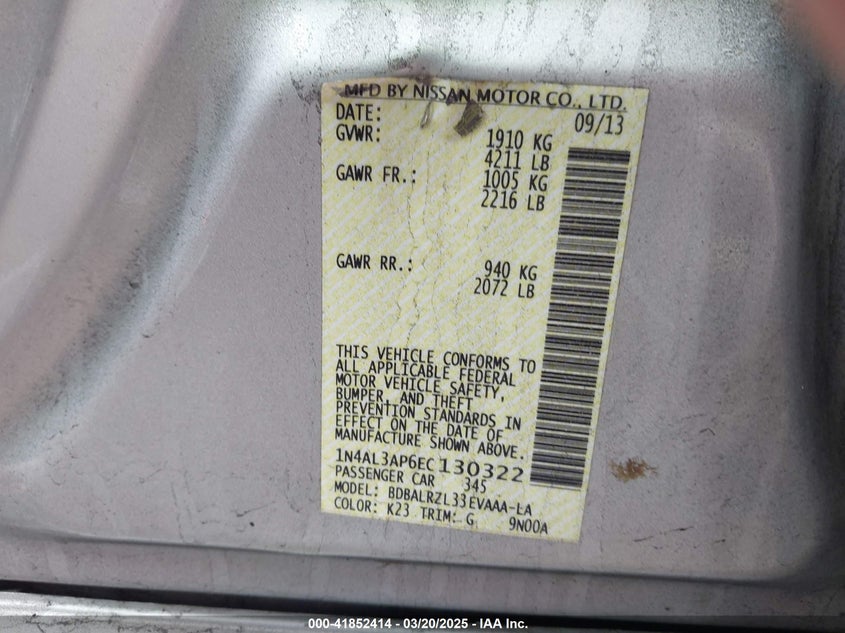 MFD BY NISSAN MOTOR CO., LTD.
DATE: 09/13
GVWR: 1910 KG
4211 LB
GAWR FR.: 1005 KG
2216 LB
GAWR RR.: 940 KG
2072 LB
THIS VEHICLE CONFORMS TO
ALL APPLICABLE FEDERAL
MOTOR VEHICLE SAFETY,
BUMPER, AND THEFT
PREVENTION STANDARDS IN
EFFECT ON THE DATE OF
MANUFACTURE SHOWN ABOVE.
1N4AL3AP6EC130322
PASSENGER CAR 345
MODEL: BDBALRZL33EVAAA-LA
COLOR: K23 TRIM: G 9N00A
000-41852414 - 03/20/2025 - IAA Inc.